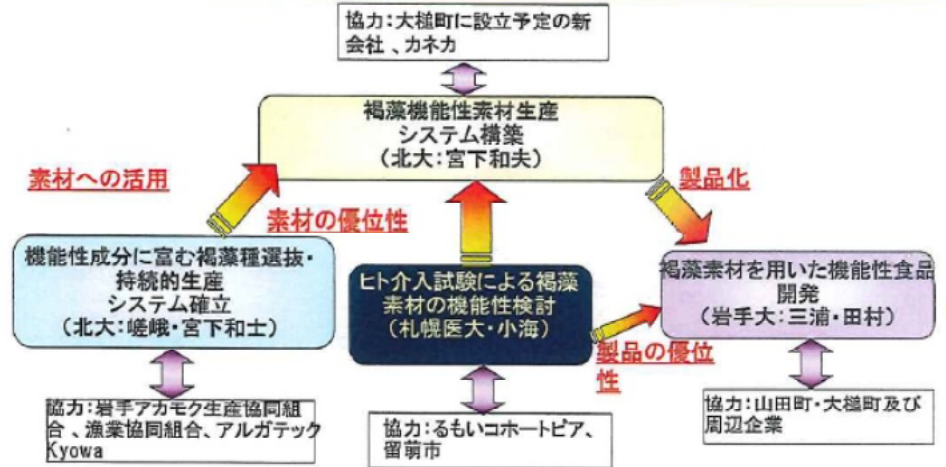 協力:大槌町に設立予定の新
会社、カネカ
褐藻機能性素材生産
システム構築
(北大:宮下和夫)
素材への活用
素材の優位性
製品化
機能性成分に富む褐藻種選抜・
持続的生産
システム確立
(北大:嵯峨・宮下和士)
ヒト介入試験による褐藻
素材の機能性検討
(札幌医大・小海)
褐藻素材を用いた機能性食品
開発
(岩手大:三浦・田村)
製品の優位
性
協力:岩手アカモク生産協同組
合、漁業協同組合、アルガテック
Kyowa
協力:るもいコホートピア、
留萌市
協力:山田町・大槌町及び
周辺企業